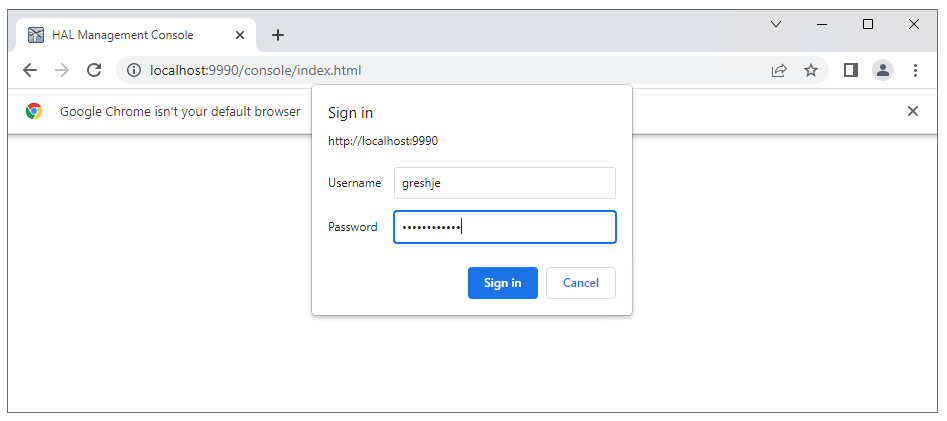 HAL Management Console
localhost:9990/console/index.html
Google Chrome isn't your default browser
Sign in
http://localhost:9990
Username greshje
Password ••••••••••••
Sign in Cancel